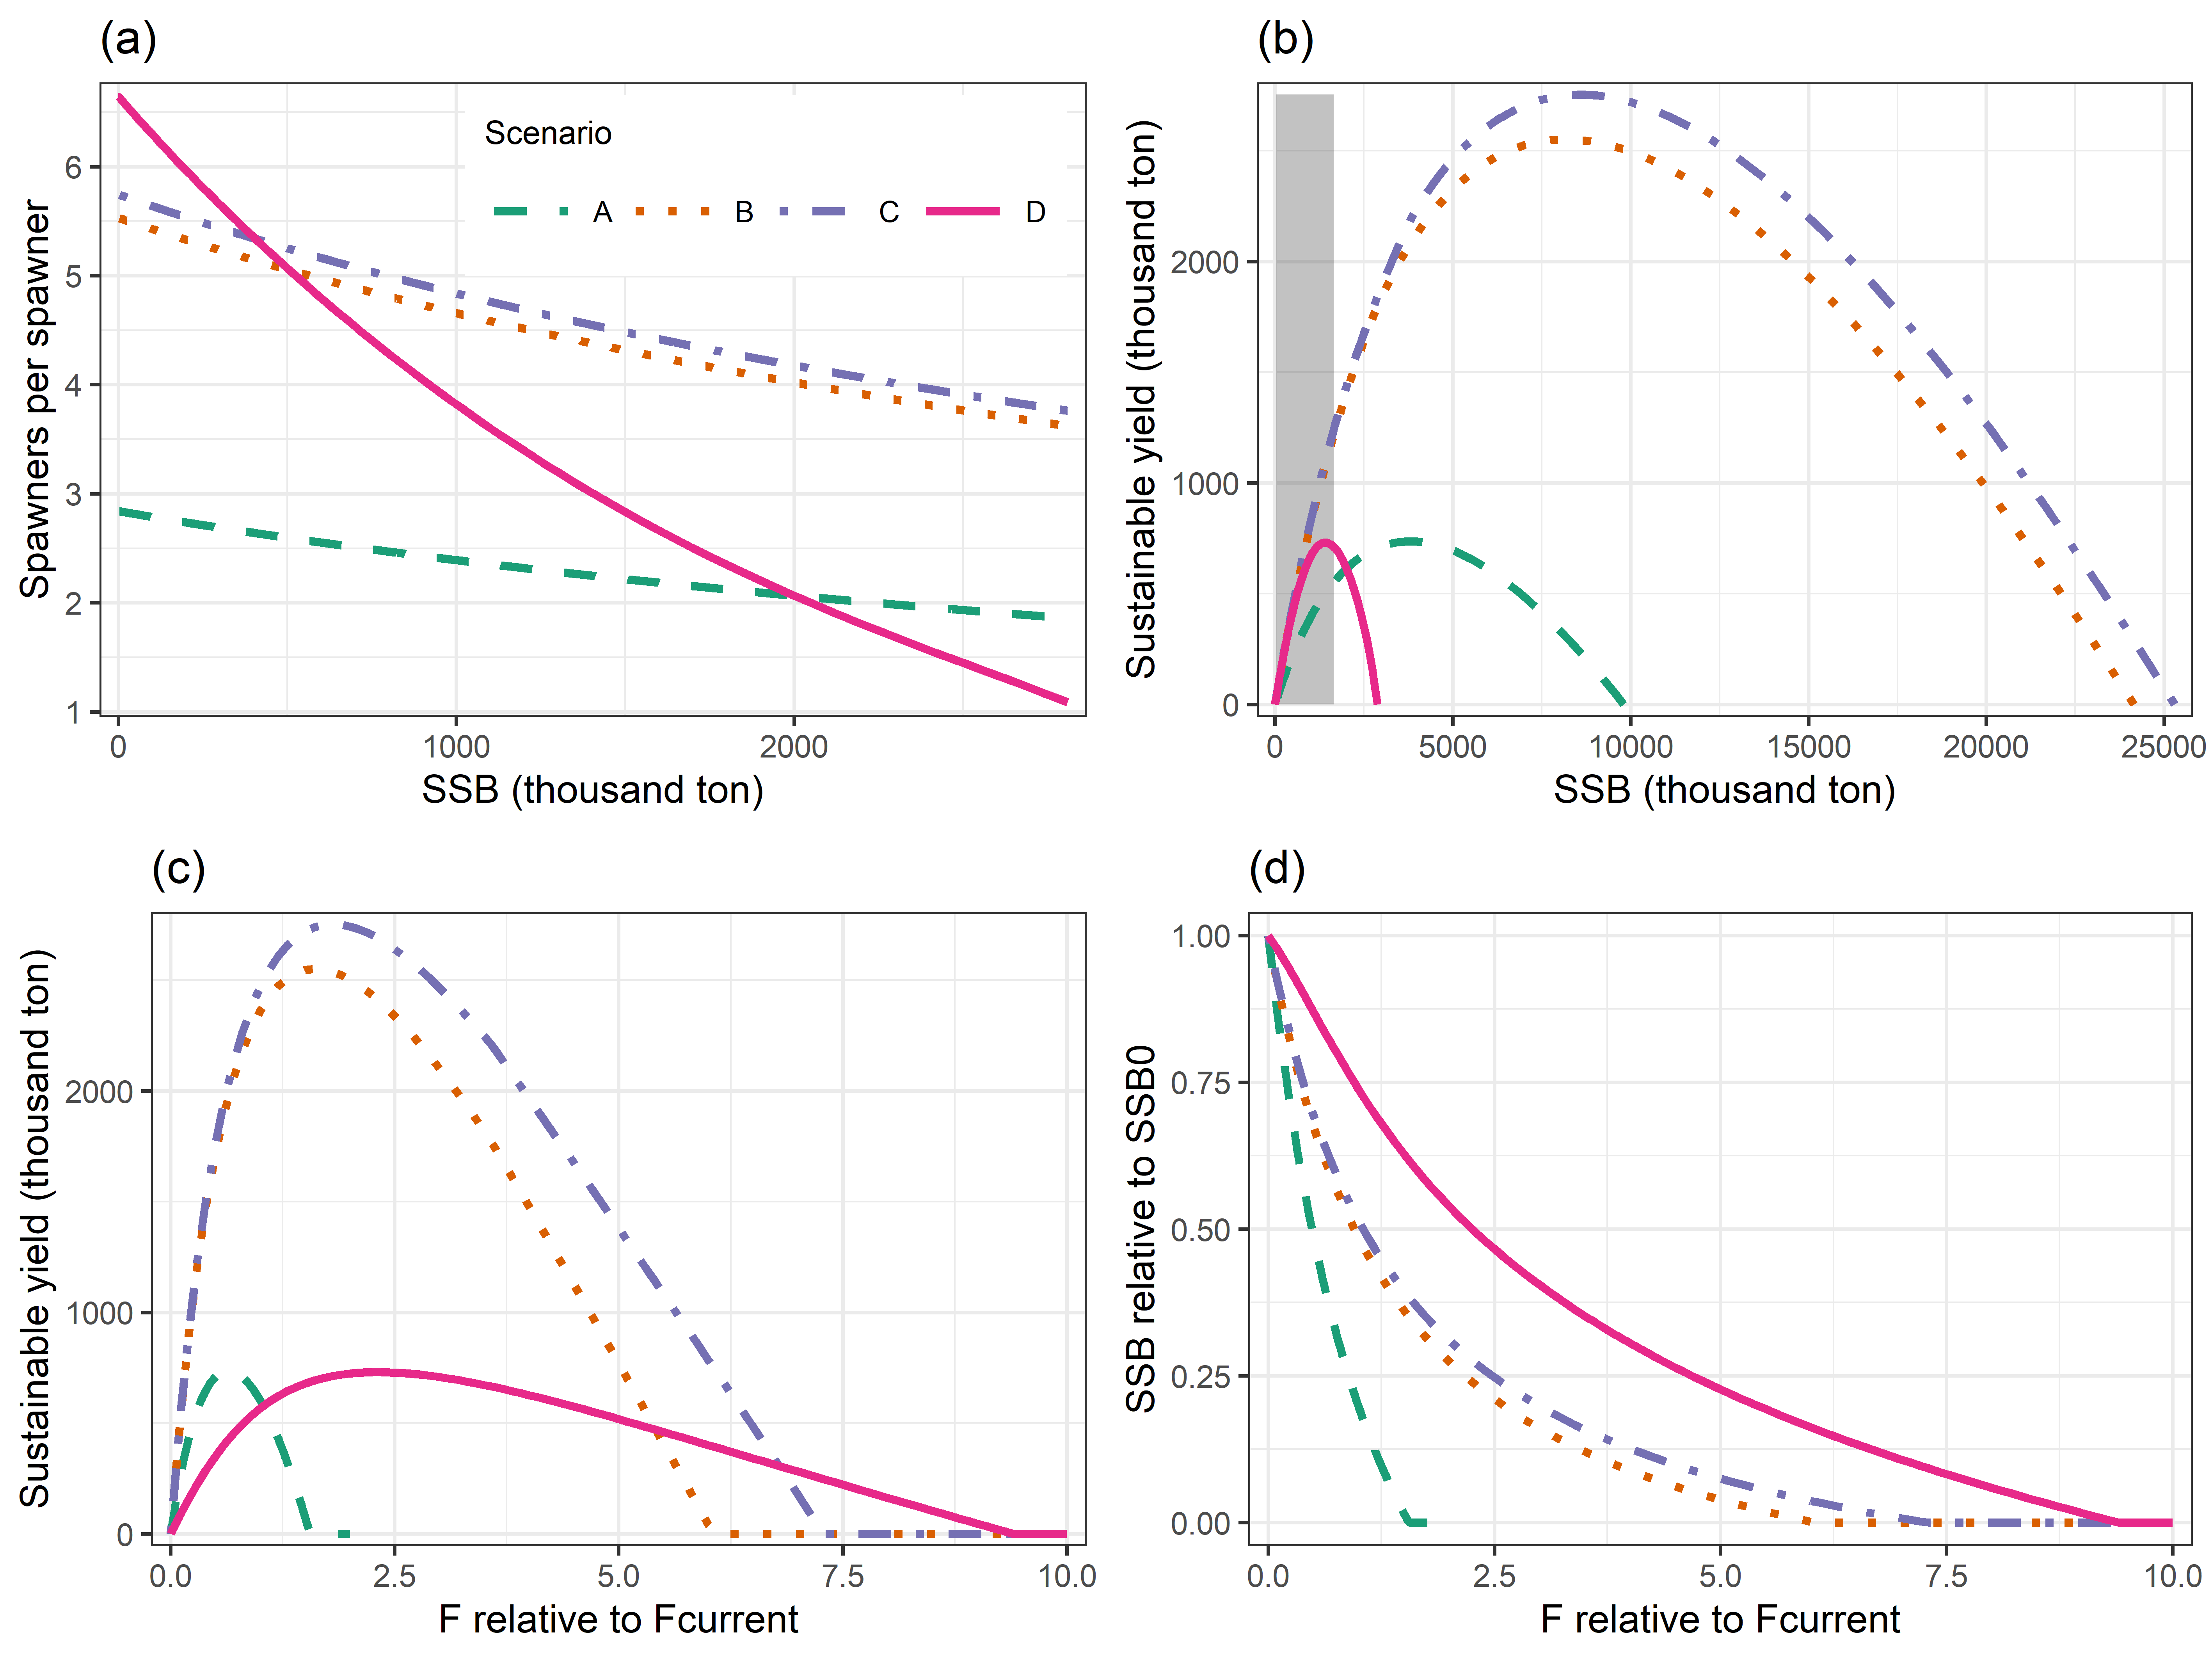 (a)
Spawners per spawner
6
5
4
3
2
1
Scenario
A B C D
0 1000 2000
SSB (thousand ton)
(b)
Sustainable yield (thousand ton)
2000
1000
0
0 5000 10000 15000 20000 25000
SSB (thousand ton)
(c)
Sustainable yield (thousand ton)
2000
1000
0
0.0 2.5 5.0 7.5 10.0
F relative to Fcurrent
(d)
SSB relative to SSB0
1.00
0.75
0.50
0.25
0.00
0.0 2.5 5.0 7.5 10.0
F relative to Fcurrent